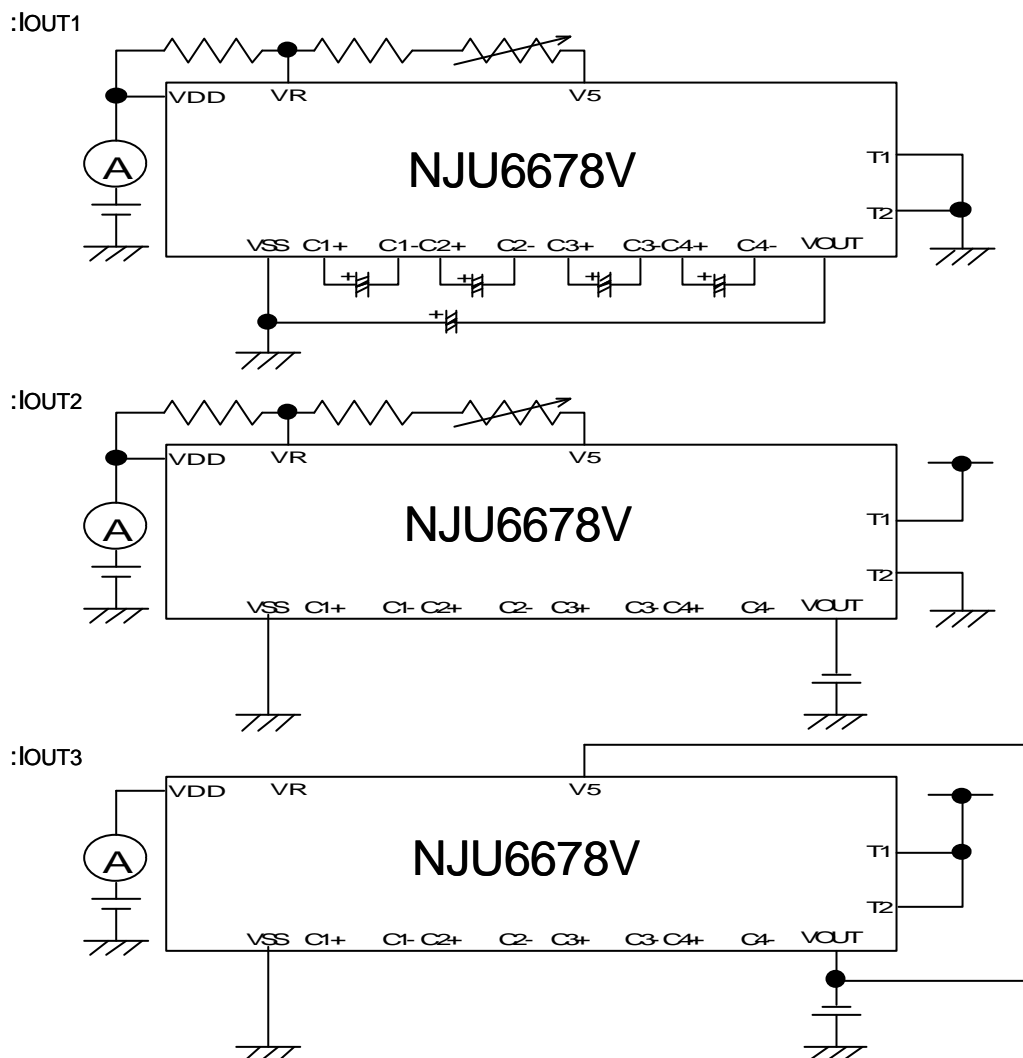 :IOUT1
VDD VR V5
A
NJU6678V
T1
T2
VSS C1+ C1- C2+ C2- C3+ C3- C4+ C4- VOUT
+ + + +
+
:IOUT2
VDD VR V5
A
NJU6678V
T1
T2
VSS C1+ C1- C2+ C2- C3+ C3- C4+ C4- VOUT
:IOUT3
VDD VR V5
A
NJU6678V
T1
T2
VSS C1+ C1- C2+ C2- C3+ C3- C4+ C4- VOUT